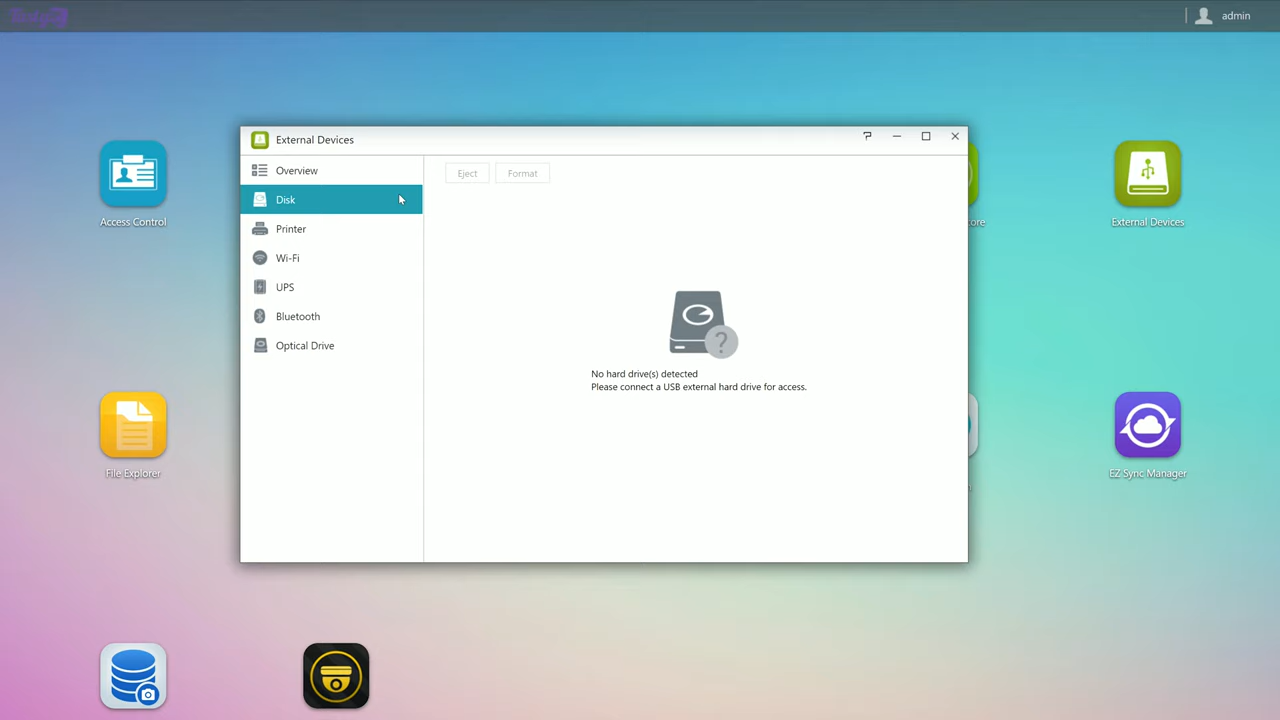 admin
External Devices
Overview
Eject
Format
Disk
Printer
Wi-Fi
UPS
Bluetooth
Optical Drive
No hard drive(s) detected
Please connect a USB external hard drive for access.
Access Control
External Devices
File Explorer
EZ Sync Manager